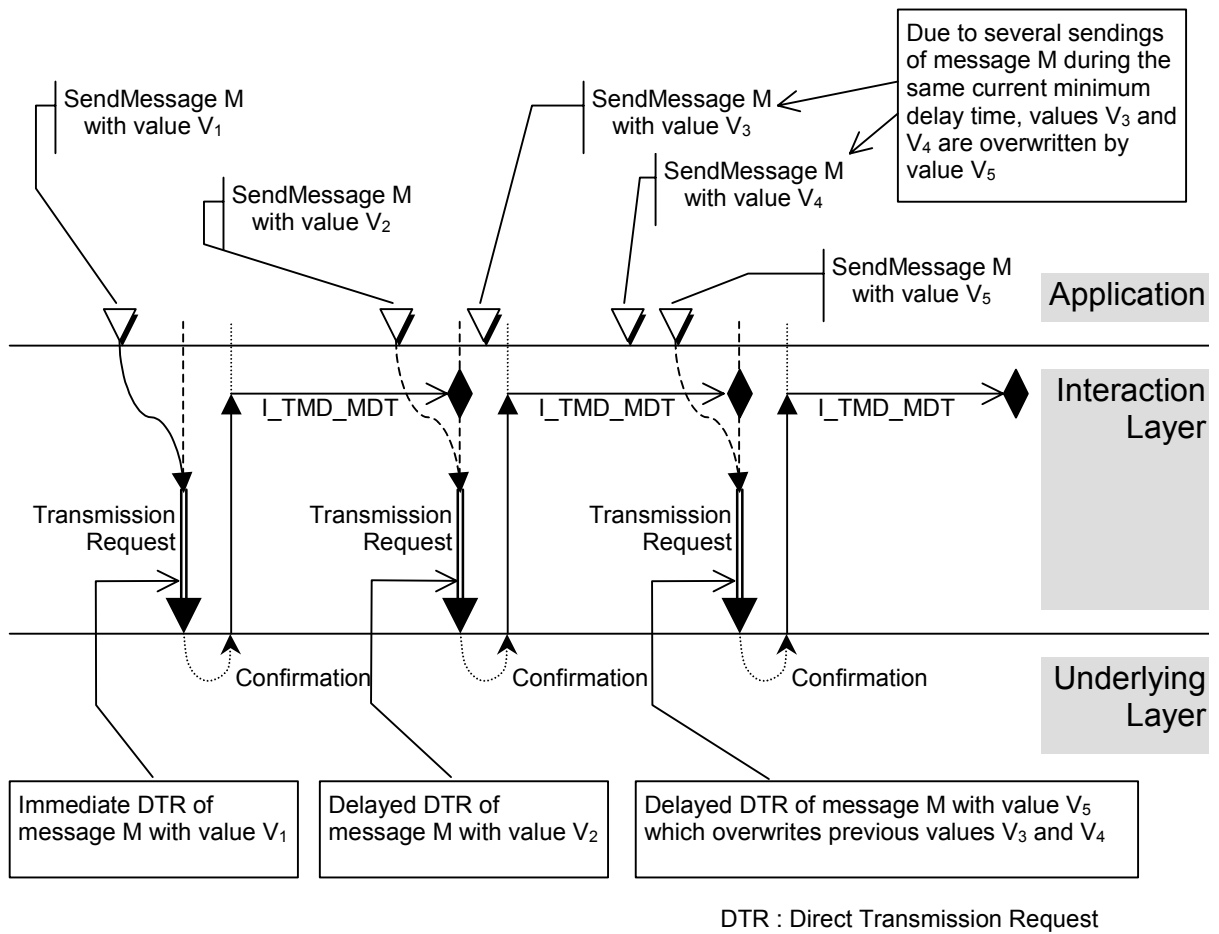 Due to several sendings
of message M during the
same current minimum
delay time, values V3 and
V4 are overwritten by
value V5
SendMessage M
with value V1
SendMessage M
with value V3
SendMessage M
with value V4
SendMessage M
with value V2
SendMessage M
with value V5
Application
I_TMD_MDT
I_TMD_MDT
I_TMD_MDT
Interaction
Layer
Transmission
Request
Transmission
Request
Transmission
Request
Confirmation
Confirmation
Confirmation
Underlying
Layer
Immediate DTR of
message M with value V1
Delayed DTR of
message M with value V2
Delayed DTR of message M with value V5
which overwrites previous values V3 and V4
DTR : Direct Transmission Request